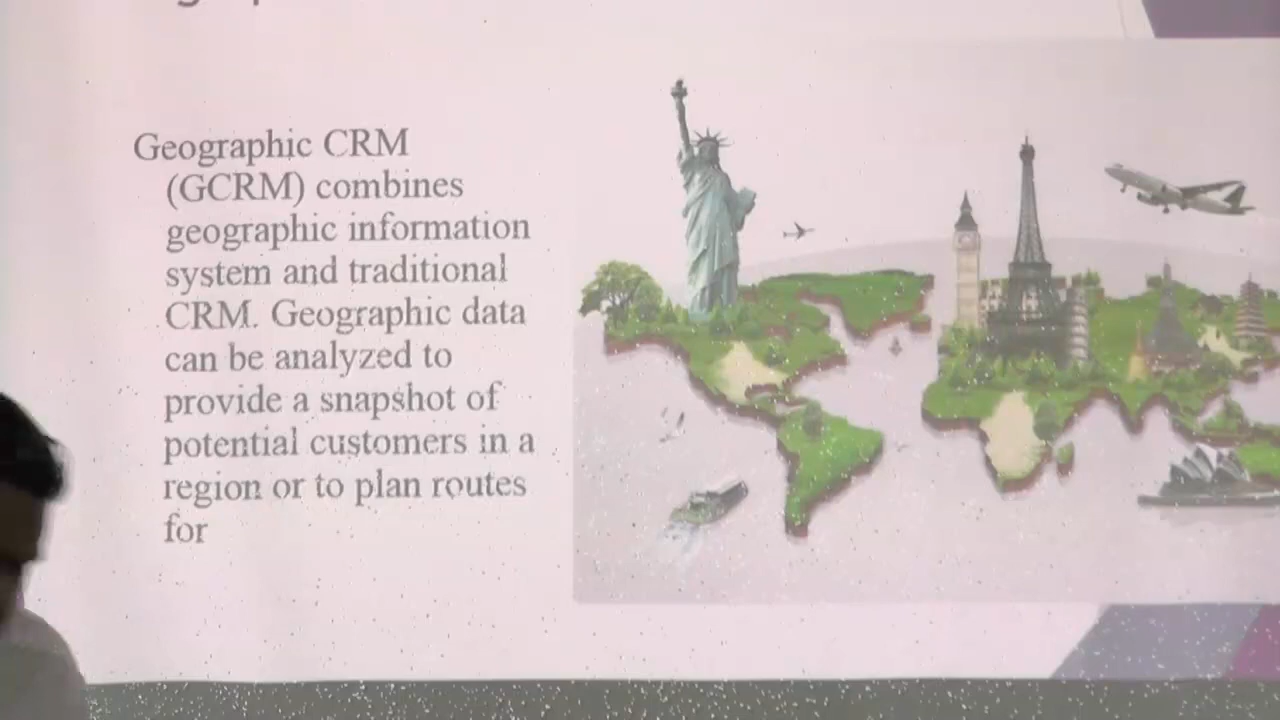 Geographic CRM
(GCRM) combines
geographic information
system and traditional
CRM. Geographic data
can be analyzed to
provide a snapshot of
potential customers in a
region or to plan routes
for